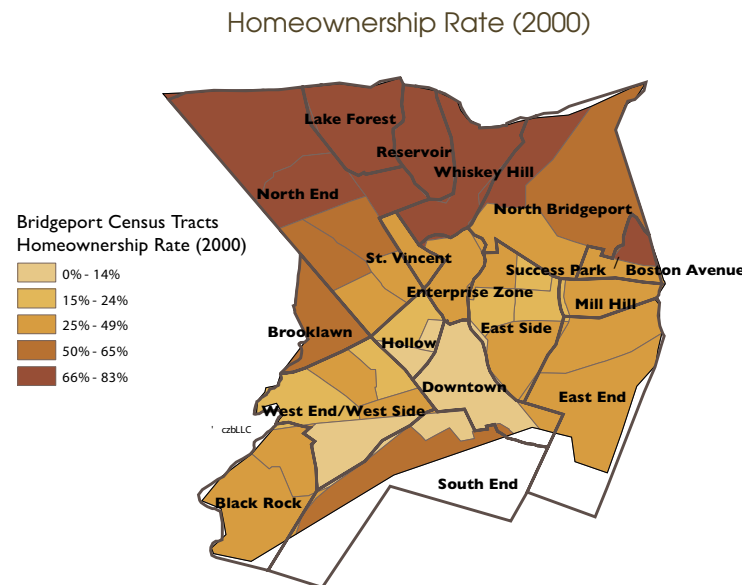 Homeownership Rate (2000)
Lake Forest
Reservoir
Whiskey Hill
North End
North Bridgeport
Bridgeport Census Tracts
Homeownership Rate (2000)
0% - 14%
15% - 24%
25% - 49%
50% - 65%
66% - 83%
St. Vincent
Success Park
Boston Avenue
Enterprise Zone
Mill Hill
East Side
Brooklawn
Hollow
Downtown
East End
West End/West Side
czbLLC
South End
Black Rock